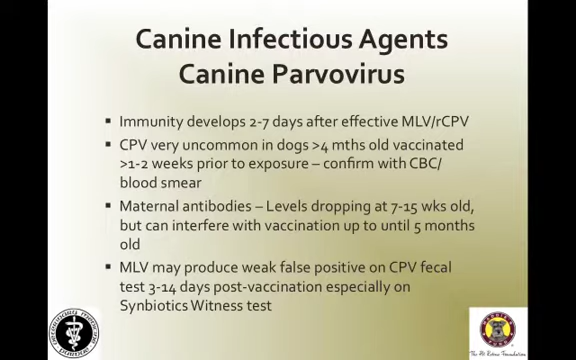 Canine Infectious Agents
Canine Parvovirus
▪ Immunity develops 2-7 days after effective MLV/rCPV
▪ CPV very uncommon in dogs >4 mths old vaccinated
>1-2 weeks prior to exposure – confirm with CBC/
blood smear
▪ Maternal antibodies – Levels dropping at 7-15 wks old,
but can interfere with vaccination up to until 5 months
old
▪ MLV may produce weak false positive on CPV fecal
test 3-14 days post-vaccination especially on
Synbiotics Witness test